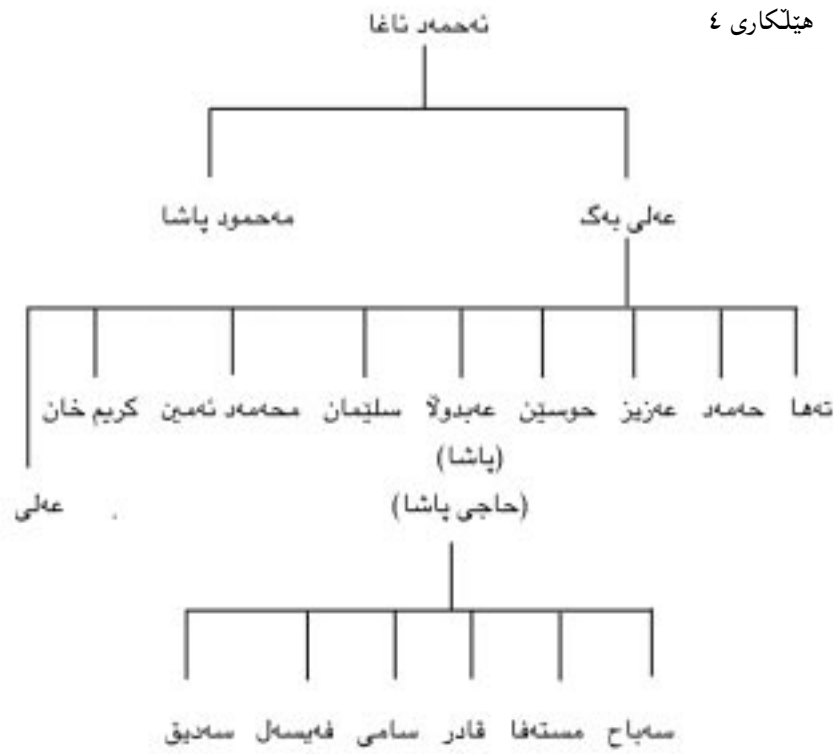 هێڵکاری ٤
ئەحمەد ئاغا
عەلی بەگ مەحمود پاشا
تەها حەمەد عەزیز حوسێن عەبدوڵا سلێمان محەمەد ئەمین کریم خان
(پاشا)
(حاجی پاشا) عەلی
سەباح مستەفا قادر سامی فەیسەل سەدیق